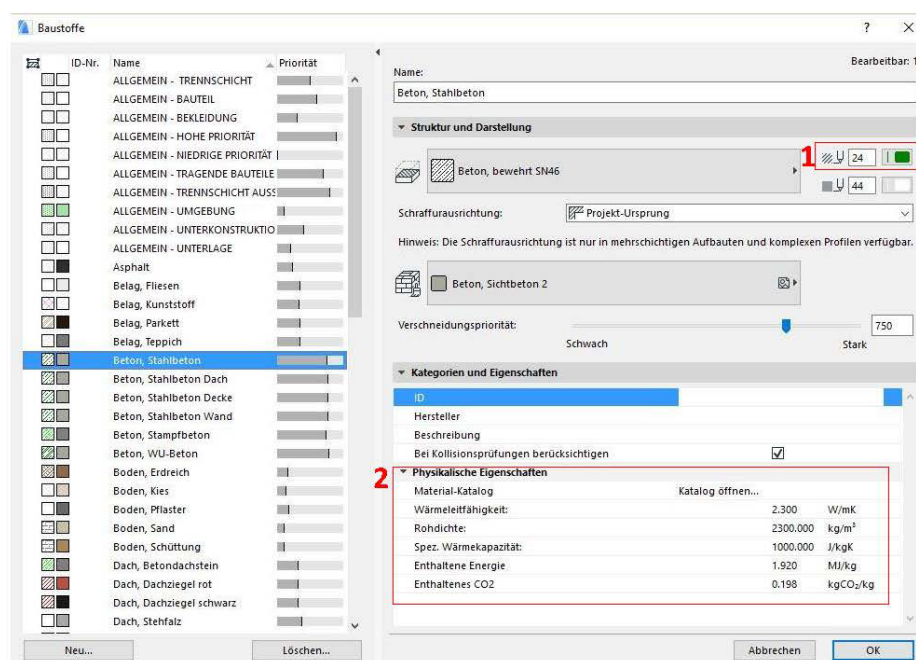 Baustoffe
? ×
ID-Nr. Name Priorität
ALLGEMEIN - TRENNSCHICHT
ALLGEMEIN - BAUTEIL
ALLGEMEIN - BEKLEIDUNG
ALLGEMEIN - HOHE PRIORITÄT
ALLGEMEIN - NIEDRIGE PRIORITÄT
ALLGEMEIN - TRAGENDE BAUTEILE
ALLGEMEIN - TRENNSCHICHT AUSS
ALLGEMEIN - UMGEBUNG
ALLGEMEIN - UNTERKONSTRUKTIO
ALLGEMEIN - UNTERLAGE
Asphalt
Belag, Fliesen
Belag, Kunststoff
Belag, Parkett
Belag, Teppich
Beton, Stahlbeton
Beton, Stahlbeton Dach
Beton, Stahlbeton Decke
Beton, Stahlbeton Wand
Beton, Stampfbeton
Beton, WU-Beton
Boden, Erdreich
Boden, Kies
Boden, Pflaster
Boden, Sand
Boden, Schüttung
Dach, Betondachstein
Dach, Dachziegel rot
Dach, Dachziegel schwarz
Dach, Stehfalz
Neu...
Löschen...
Bearbeitbar: 1
Name:
Beton, Stahlbeton
Struktur und Darstellung
1
24
Beton, bewehrt SN46
44
Schraffurausrichtung: Projekt-Ursprung
Hinweis: Die Schraffurausrichtung ist nur in mehrschichtigen Aufbauten und komplexen Profilen verfügbar.
Beton, Sichtbeton 2
Verschneidungspriorität: 750
Schwach Stark
Kategorien und Eigenschaften
ID
Hersteller
Beschreibung
Bei Kollisionsprüfungen berücksichtigen
2
Physikalische Eigenschaften
Material-Katalog Katalog öffnen...
Wärmeleitfähigkeit: 2.300 W/mK
Rohdichte: 2300.000 kg/m³
Spez. Wärmekapazität: 1000.000 J/kgK
Enthaltene Energie 1.920 MJ/kg
Enthaltenes CO2 0.198 kgCO₂/kg
Abbrechen
OK